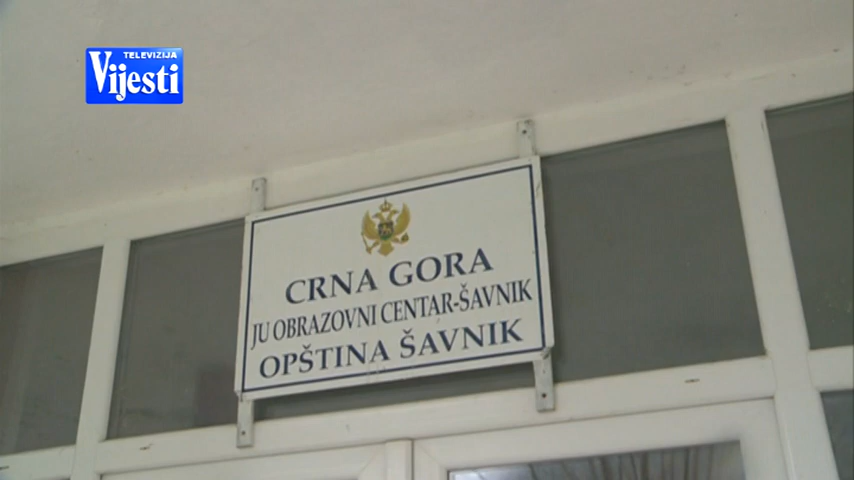 TELEVIZIJA
Vijesti
CRNA GORA
JU OBRAZOVNI CENTAR-ŠAVNIK
OPŠTINA ŠAVNIK